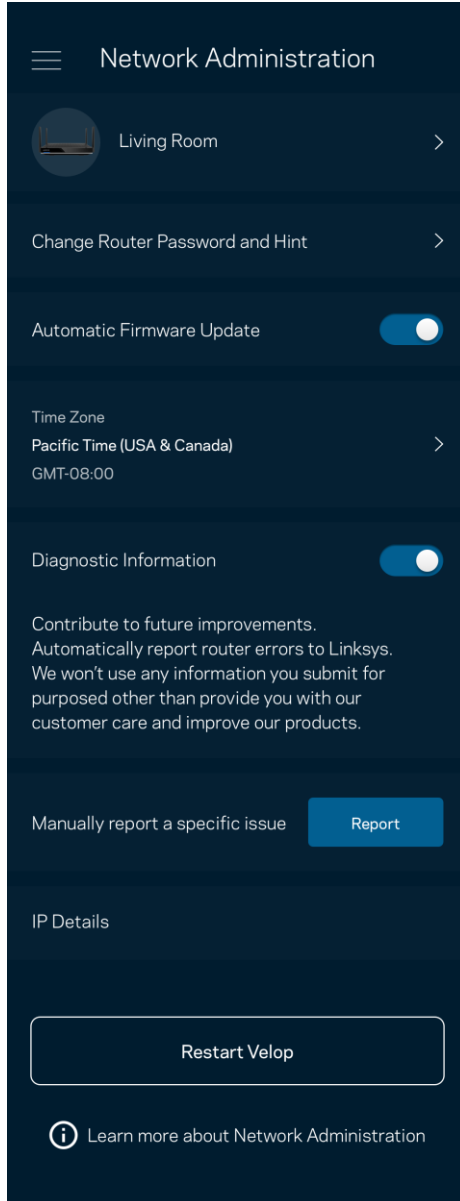 Network Administration
Living Room
Change Router Password and Hint
Automatic Firmware Update
Time Zone
Pacific Time (USA & Canada)
GMT-08:00
Diagnostic Information
Contribute to future improvements.
Automatically report router errors to Linksys.
We won't use any information you submit for
purposed other than provide you with our
customer care and improve our products.
Manually report a specific issue
Report
IP Details
Restart Velop
Learn more about Network Administration